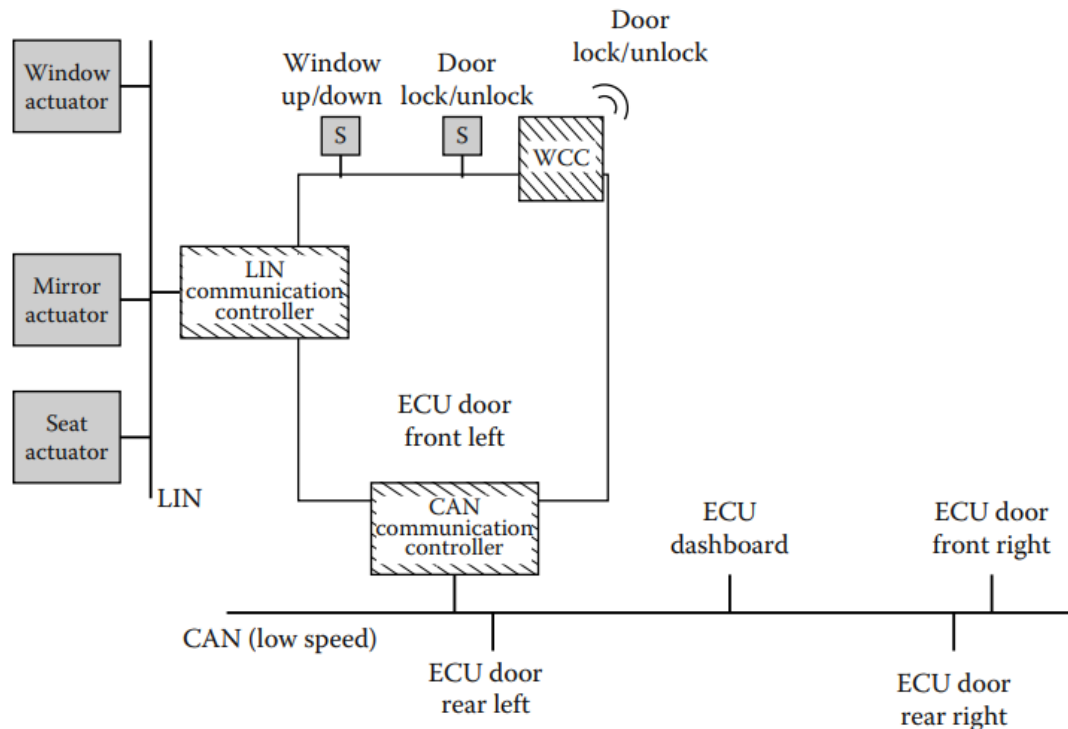 Window
actuator
Window
up/down
Door
lock/unlock
Door
lock/unlock
S
S
WCC
Mirror
actuator
LIN
communication
controller
Seat
actuator
LIN
ECU door
front left
CAN
communication
controller
ECU
dashboard
ECU door
front right
CAN (low speed)
ECU door
rear left
ECU door
rear right